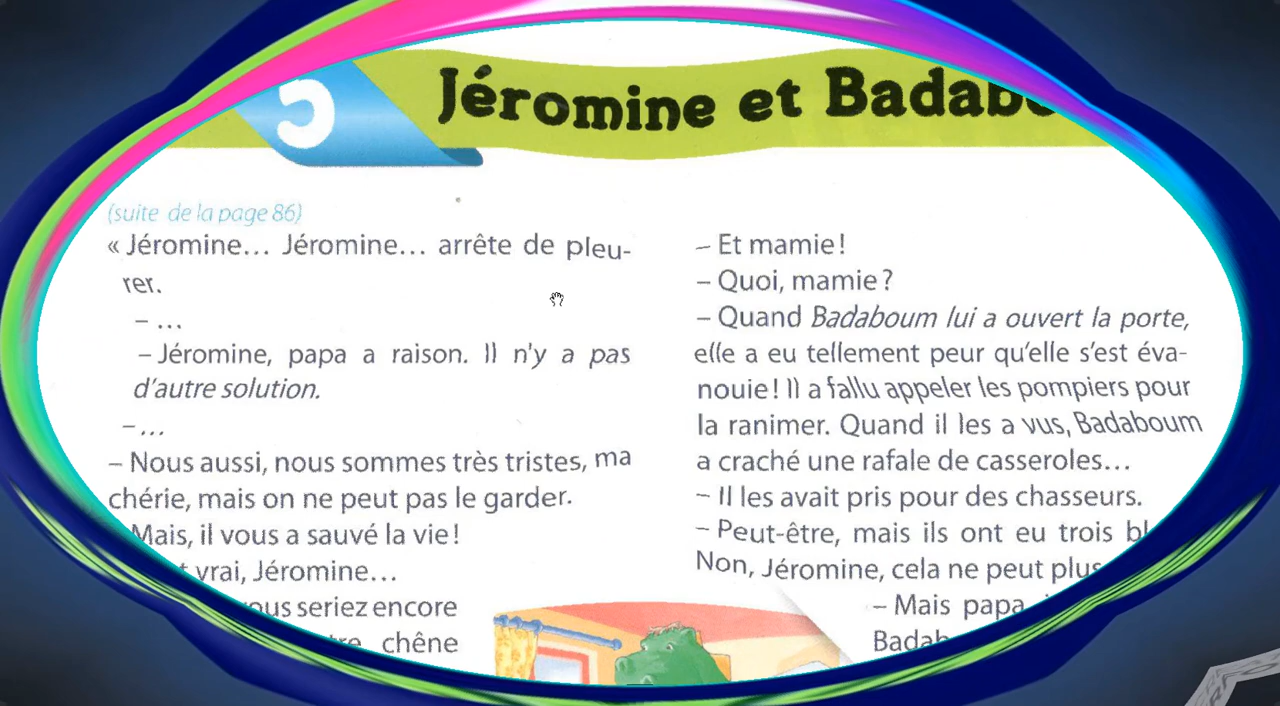 5
Jéromine et
(suite de la page 86)
« Jéromine... Jéromine... arrête de pleu-
rer.
– ...
– Jéromine, papa a raison. Il n'y a pas
d'autre solution.
– ...
– Nous aussi, nous sommes très tristes, ma
chérie, mais on ne peut pas le garder.
Mais, il vous a sauvé la vie !
vrai, Jéromine...
seriez encore
chêne
– Et mamie !
– Quoi, mamie ?
– Quand Badaboum lui a ouvert la porte,
elle a eu tellement peur qu'elle s'est éva-
nouie ! Il a fallu appeler les pompiers pour
la ranimer. Quand il les a vus, Badaboum
a craché une rafale de casseroles...
– Il les avait pris pour des chasseurs.
– Peut-être, mais ils ont eu trois
Non, Jéromine, cela ne peut plus
– Mais papa